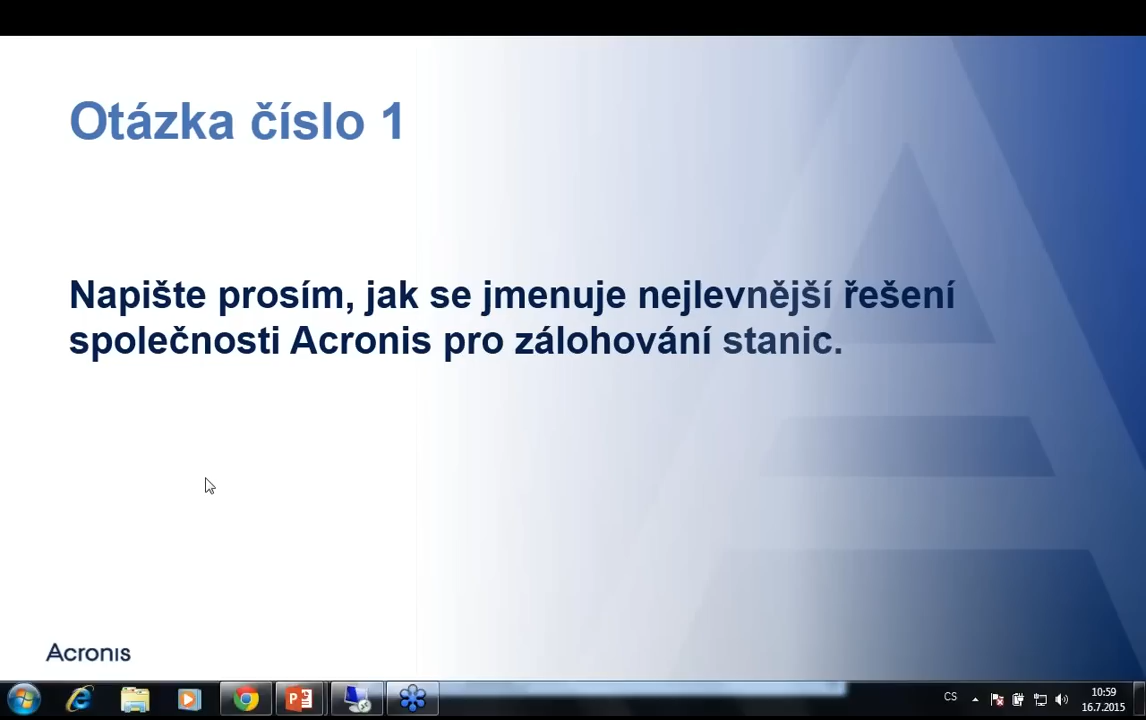 Otázka číslo 1
Napište prosím, jak se jmenuje nejlevnější řešení
společnosti Acronis pro zálohování stanic.
Acronis
CS
10:59
16.7.2015